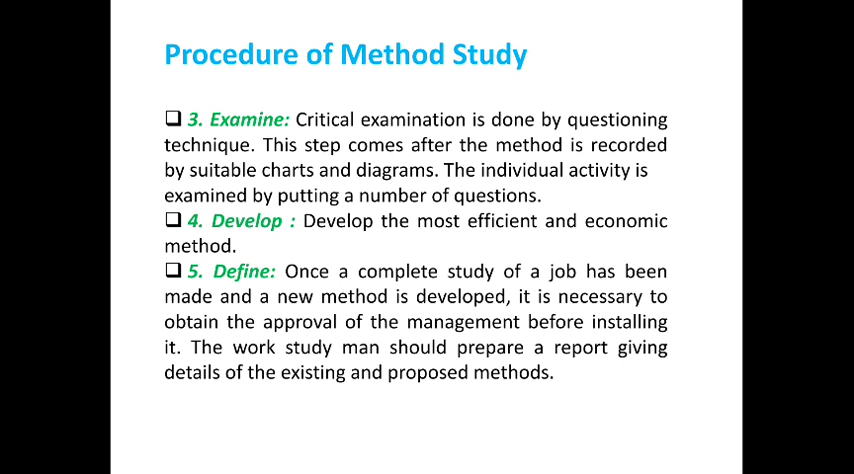 Procedure of Method Study
❑ 3. Examine: Critical examination is done by questioning
technique. This step comes after the method is recorded
by suitable charts and diagrams. The individual activity is
examined by putting a number of questions.
❑ 4. Develop : Develop the most efficient and economic
method.
❑ 5. Define: Once a complete study of a job has been
made and a new method is developed, it is necessary to
obtain the approval of the management before installing
it. The work study man should prepare a report giving
details of the existing and proposed methods.